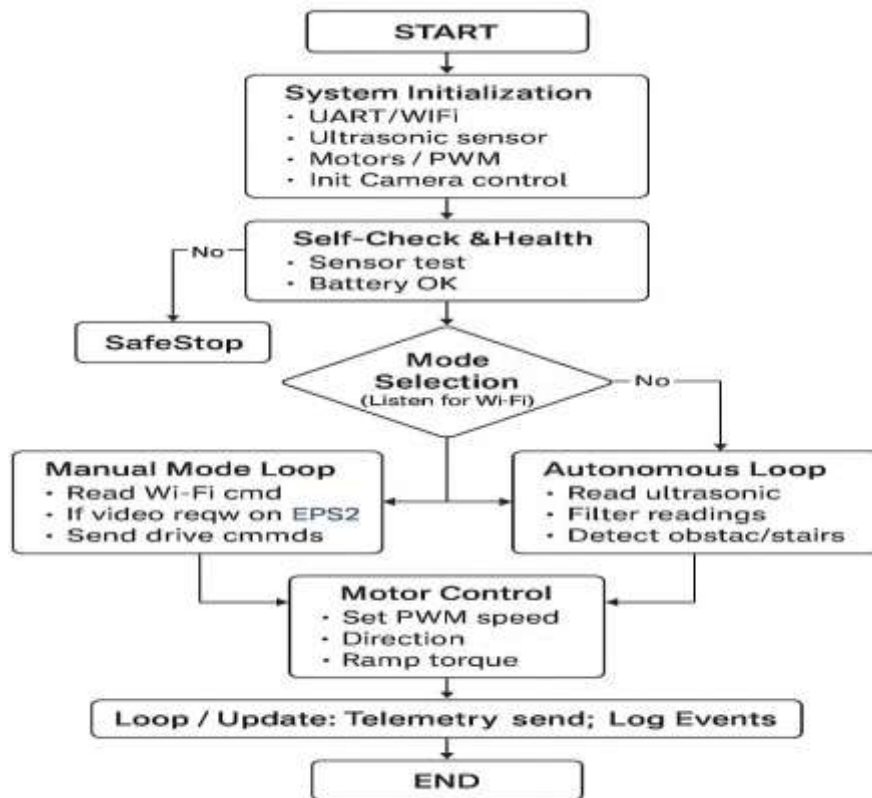 START
System Initialization
· UART/WIFi
· Ultrasonic sensor
· Motors / PWM
· Init Camera control
Self-Check &Health
· Sensor test
· Battery OK
No
SafeStop
Mode
Selection
(Listen for Wi-Fi)
No
Manual Mode Loop
· Read Wi-Fi cmd
· If video reqw on EPS2
· Send drive cmmds
Autonomous Loop
· Read ultrasonic
· Filter readings
· Detect obstac/stairs
Motor Control
· Set PWM speed
· Direction
· Ramp torque
Loop / Update: Telemetry send; Log Events
END